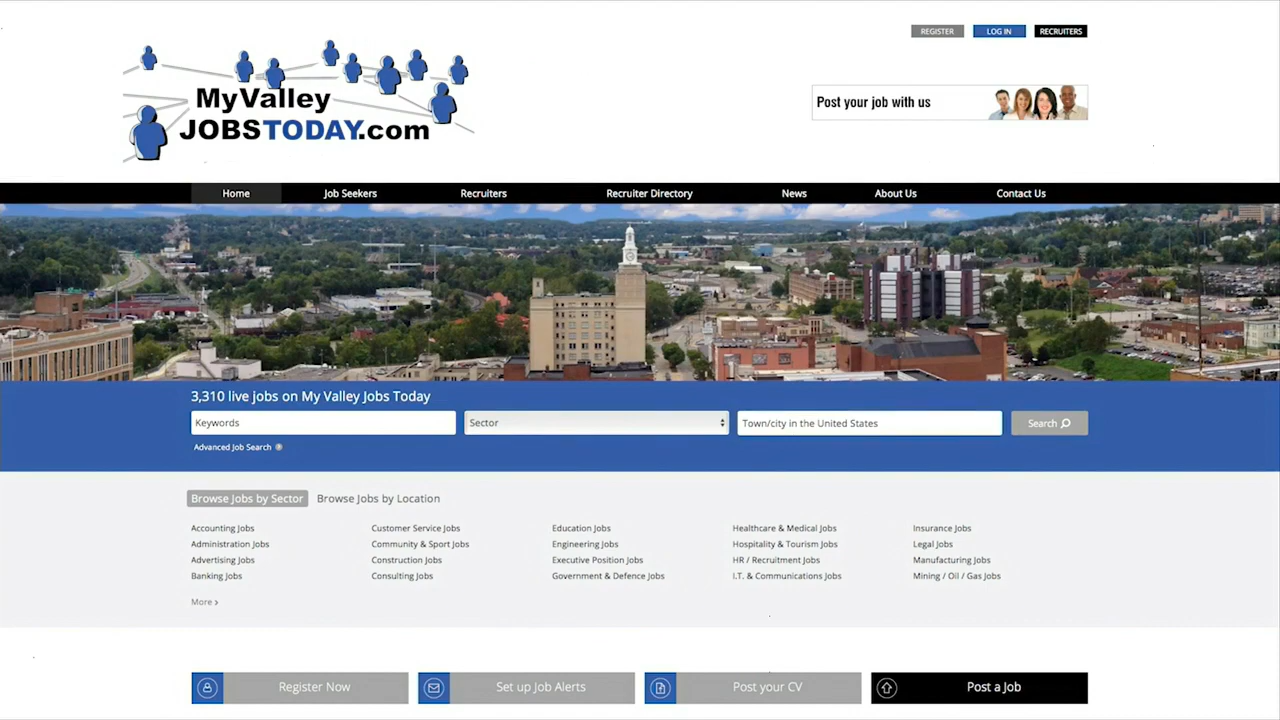 REGISTER
LOG IN
RECRUITERS
MyValley
JOBSTODAY.com
Post your job with us
Home
Job Seekers
Recruiters
Recruiter Directory
News
About Us
Contact Us
3,310 live jobs on My Valley Jobs Today
Keywords
Sector
Town/city in the United States
Search
Advanced Job Search
Browse Jobs by Sector
Browse Jobs by Location
Accounting Jobs
Customer Service Jobs
Education Jobs
Healthcare & Medical Jobs
Insurance Jobs
Administration Jobs
Community & Sport Jobs
Engineering Jobs
Hospitality & Tourism Jobs
Legal Jobs
Advertising Jobs
Construction Jobs
Executive Position Jobs
HR / Recruitment Jobs
Manufacturing Jobs
Banking Jobs
Consulting Jobs
Government & Defence Jobs
I.T. & Communications Jobs
Mining / Oil / Gas Jobs
More ›
Register Now
Set up Job Alerts
Post your CV
Post a Job